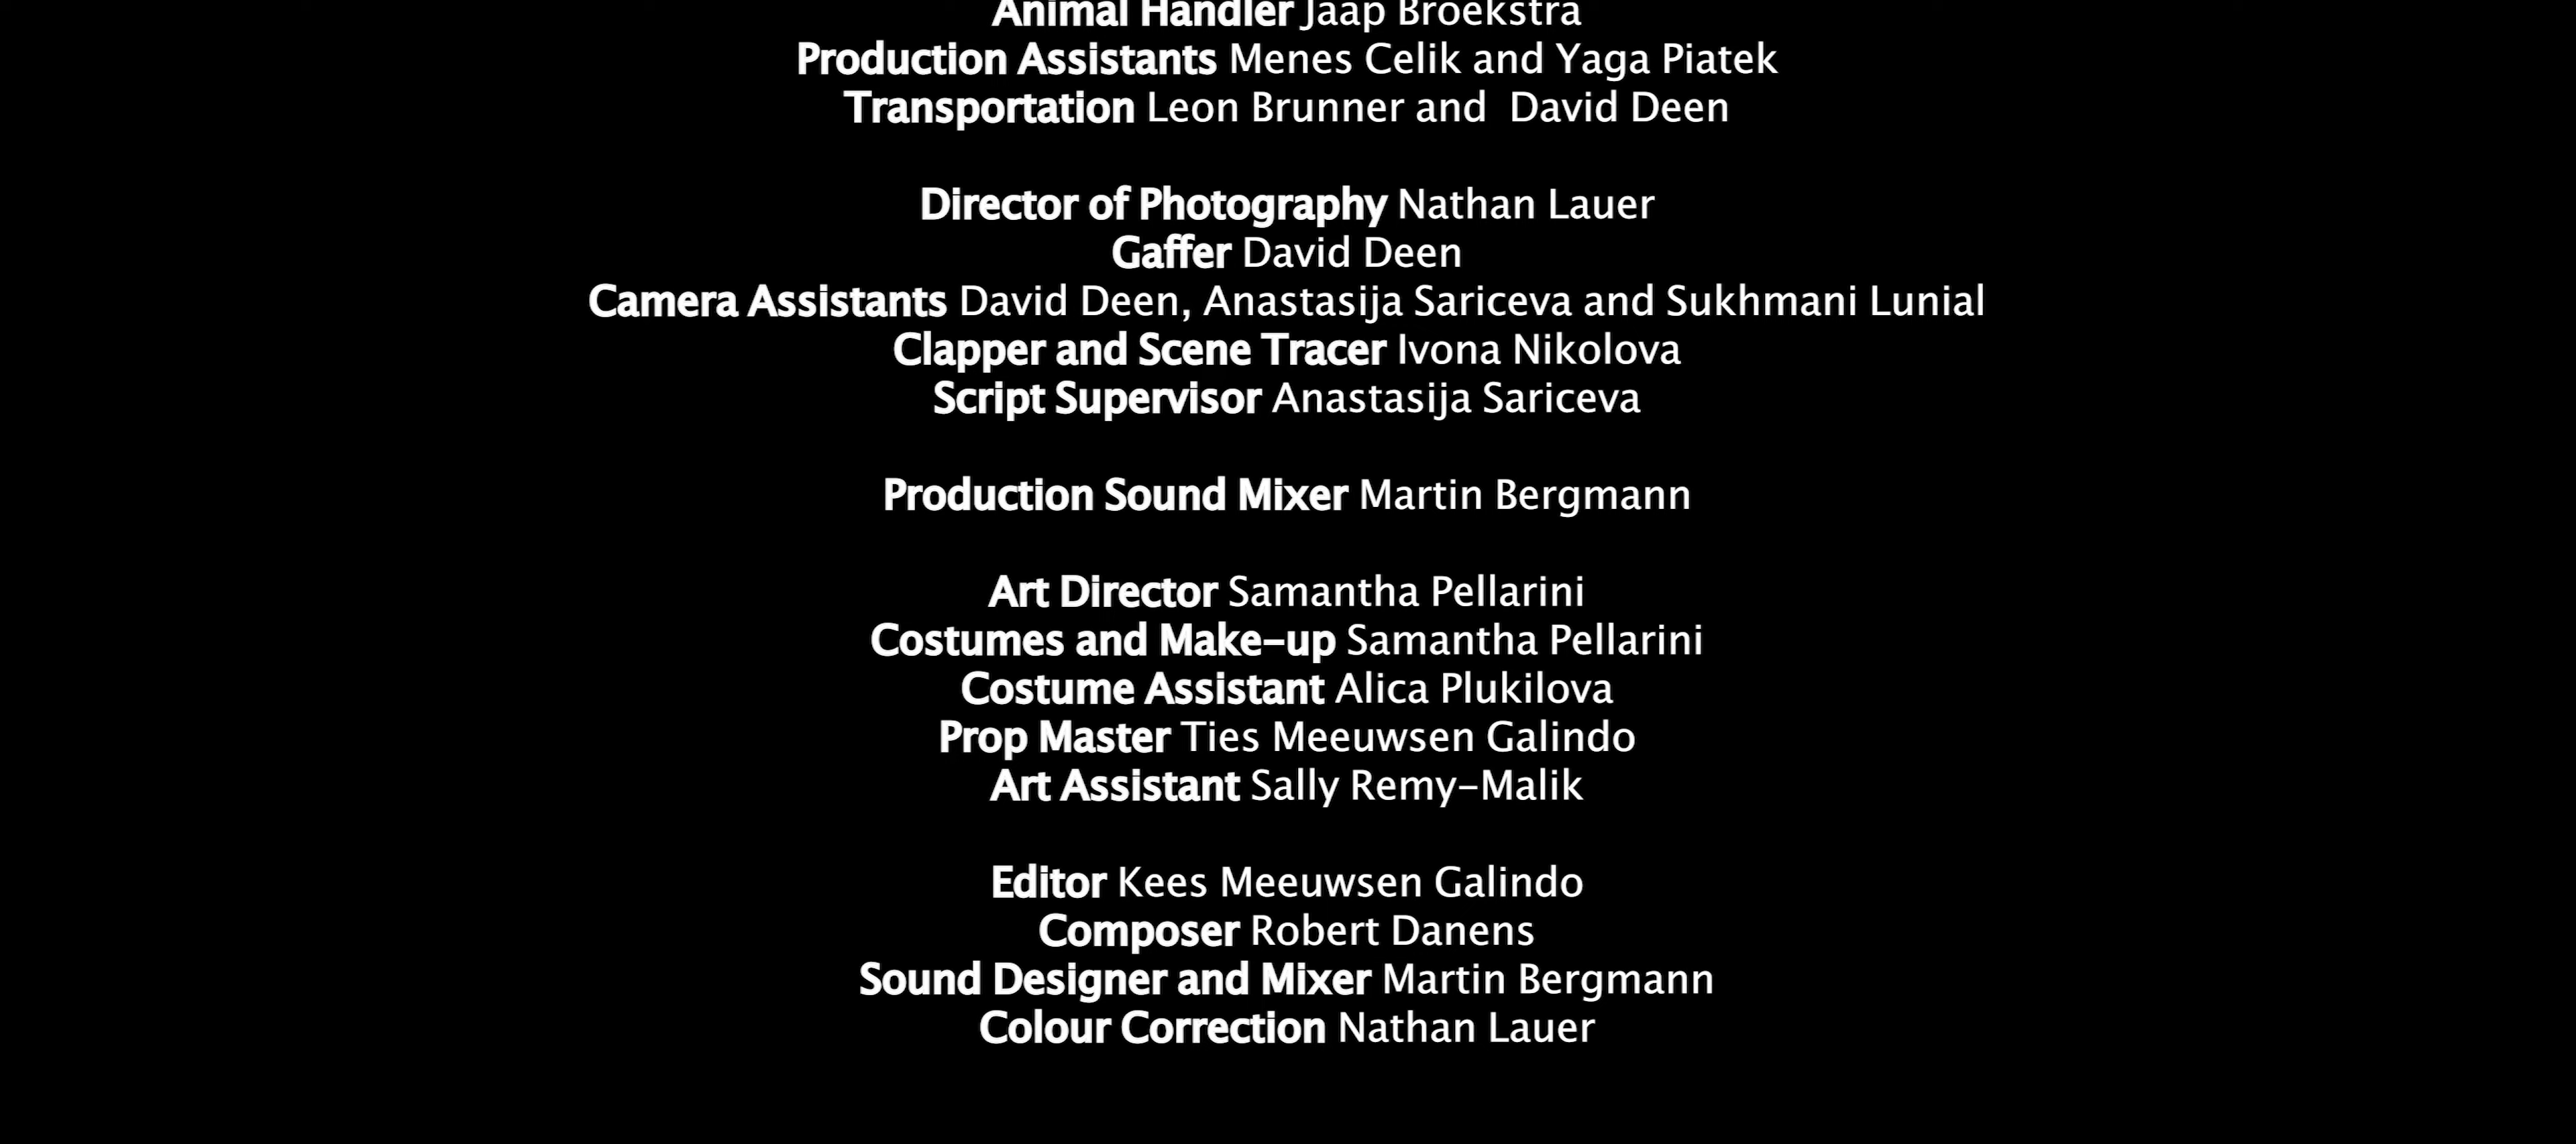 Animal Handler Jaap Broekstra
Production Assistants Menes Celik and Yaga Piatek
Transportation Leon Brunner and  David Deen
Director of Photography Nathan Lauer
Gaffer David Deen
Camera Assistants David Deen, Anastasija Sariceva and Sukhmani Lunial
Clapper and Scene Tracer Ivona Nikolova
Script Supervisor Anastasija Sariceva
Production Sound Mixer Martin Bergmann
Art Director Samantha Pellarini
Costumes and Make-up Samantha Pellarini
Costume Assistant Alica Plukilova
Prop Master Ties Meeuwsen Galindo
Art Assistant Sally Remy-Malik
Editor Kees Meeuwsen Galindo
Composer Robert Danens
Sound Designer and Mixer Martin Bergmann
Colour Correction Nathan Lauer